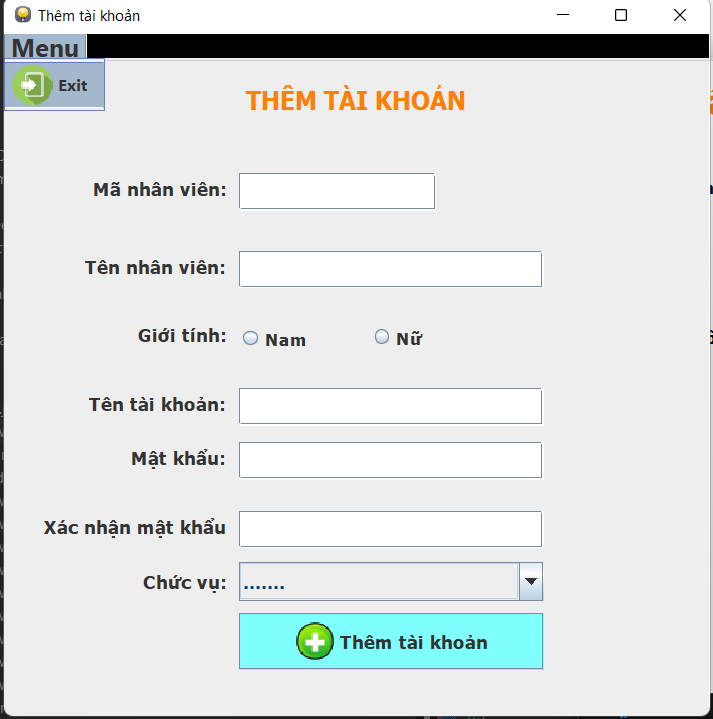 Thêm tài khoản
Menu
Exit
THÊM TÀI KHOẢN
Mã nhân viên:
Tên nhân viên:
Giới tính:
Nam
Nữ
Tên tài khoản:
Mật khẩu:
Xác nhận mật khẩu
Chức vụ:
.......
Thêm tài khoản